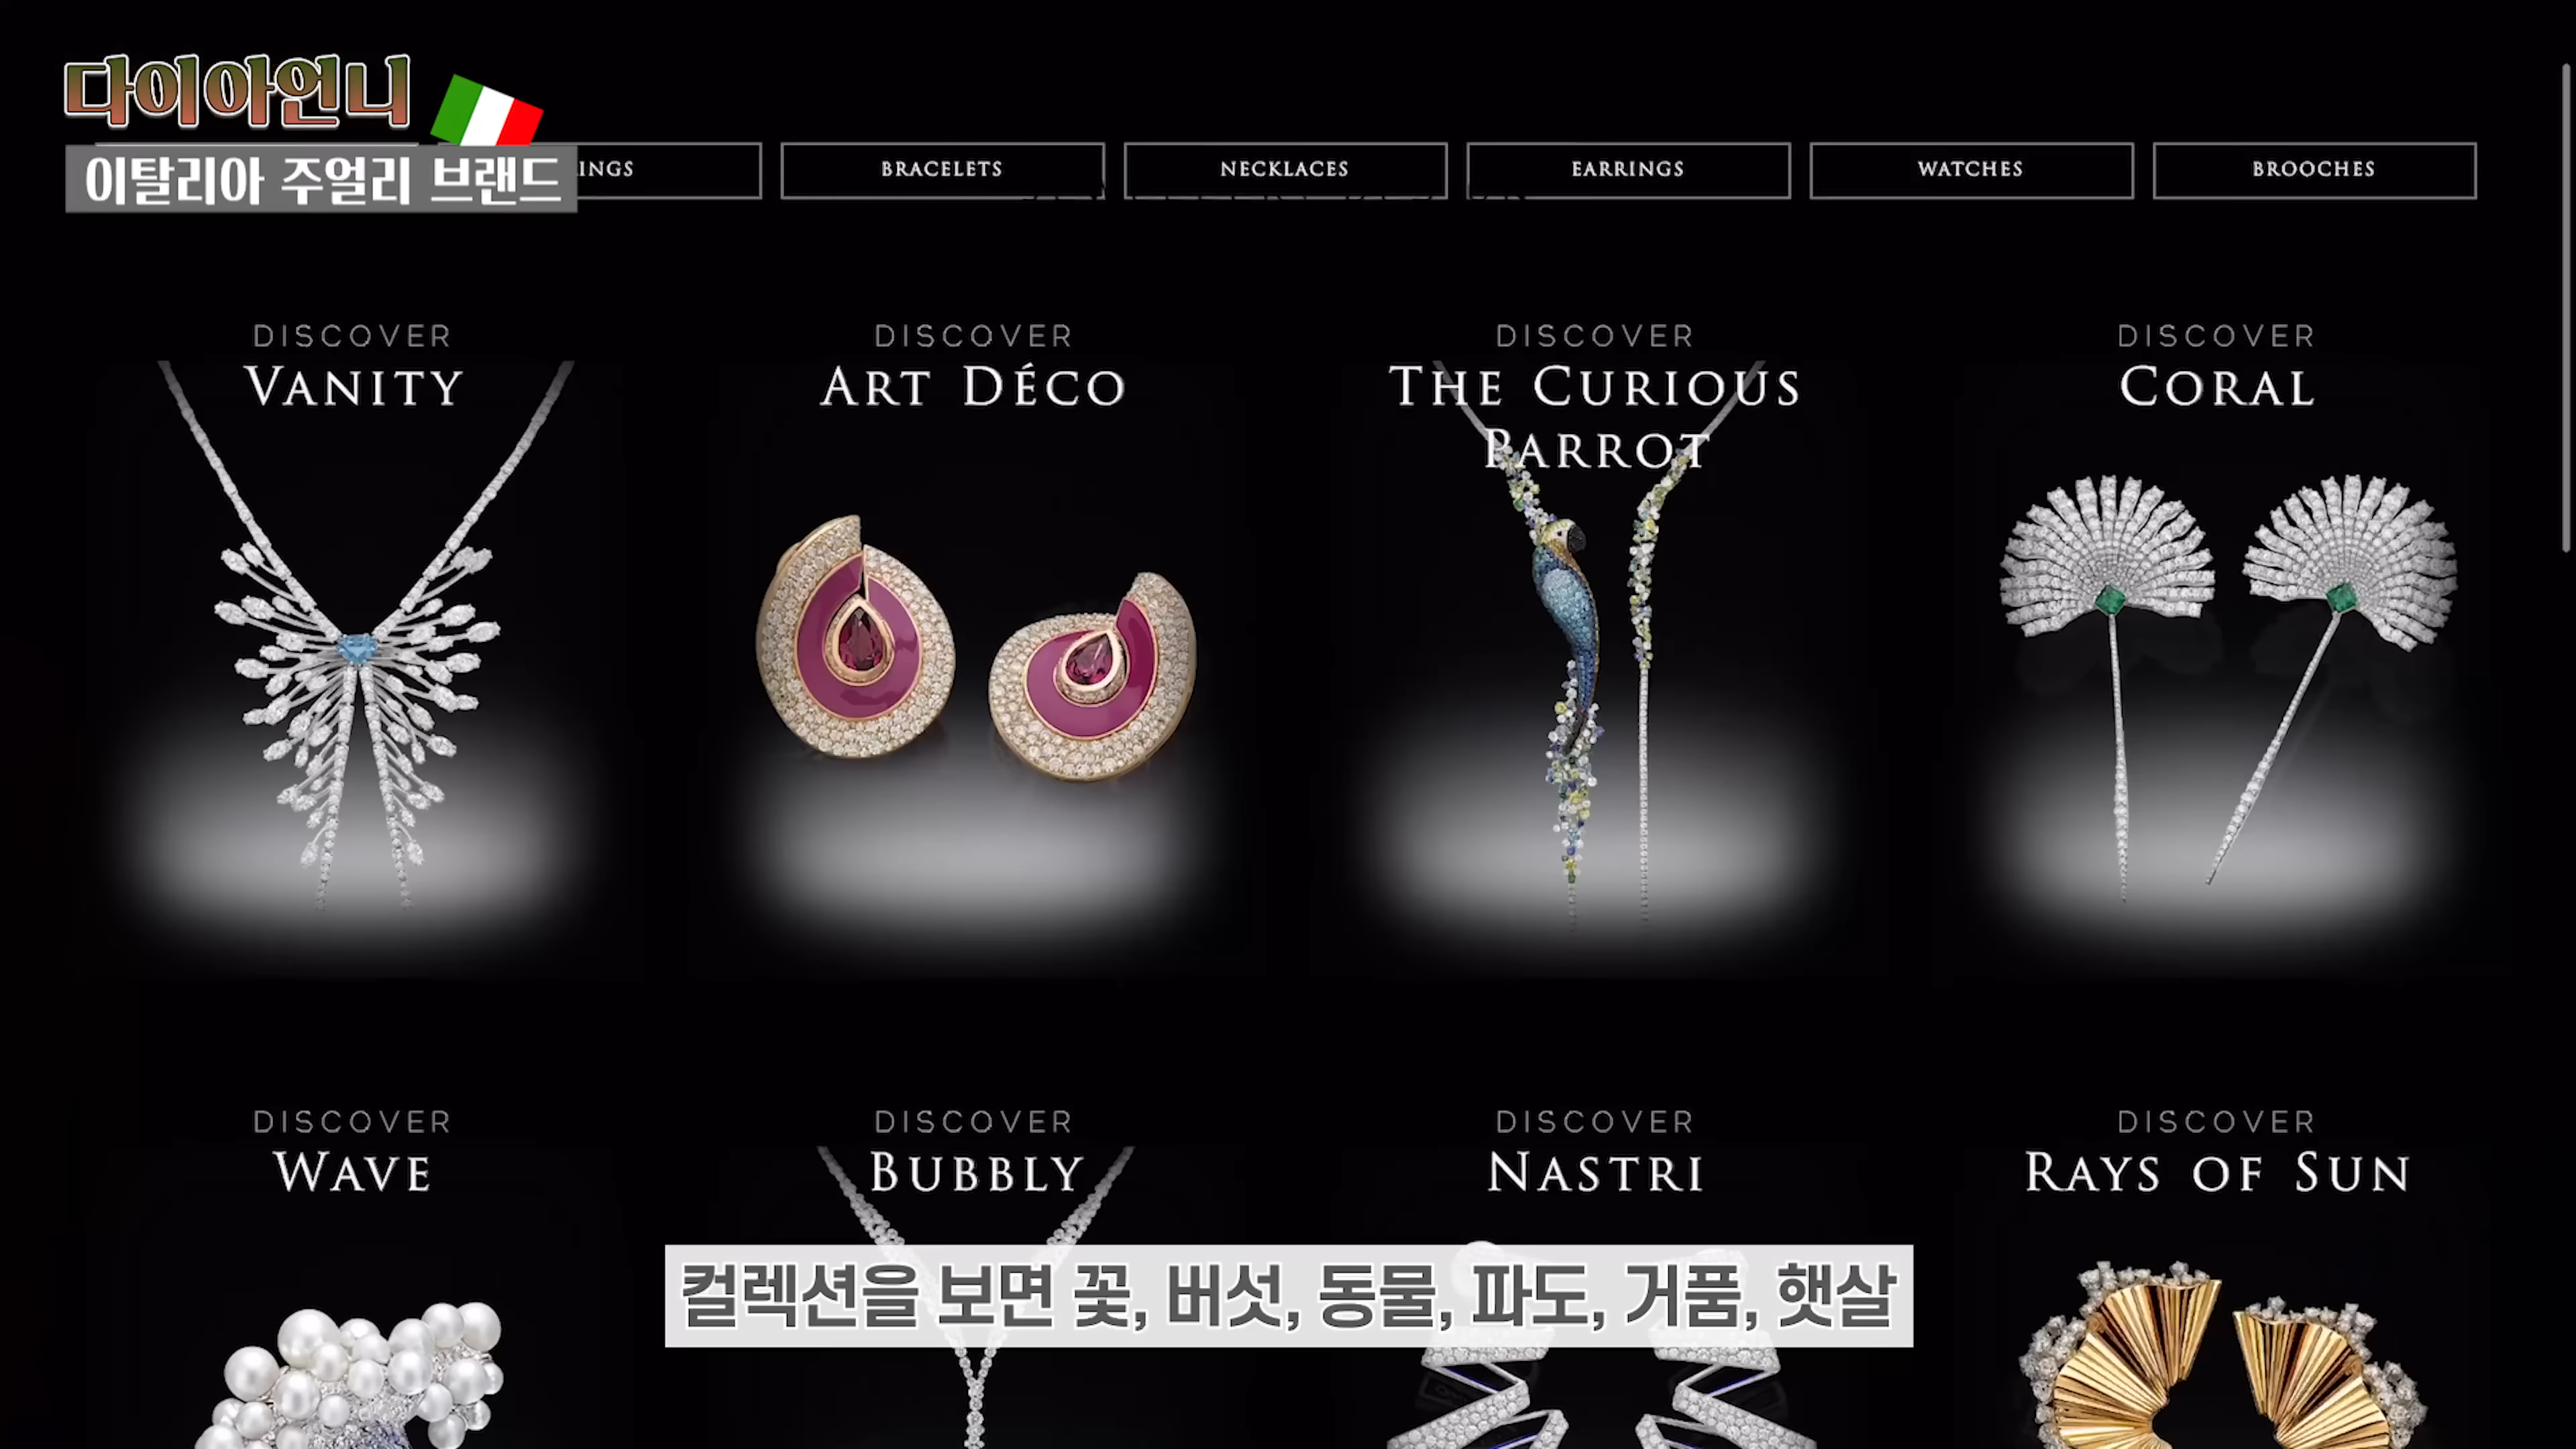 다이아언니
이탈리아 주얼리 브랜드
INGS
BRACELETS
NECKLACES
EARRINGS
WATCHES
BROOCHES
DISCOVER
VANITY
DISCOVER
ART DÉCO
DISCOVER
THE CURIOUS
PARROT
DISCOVER
CORAL
DISCOVER
WAVE
DISCOVER
BUBBLY
DISCOVER
NASTRI
DISCOVER
RAYS OF SUN
컬렉션을 보면 꽃, 버섯, 동물, 파도, 거품, 햇살